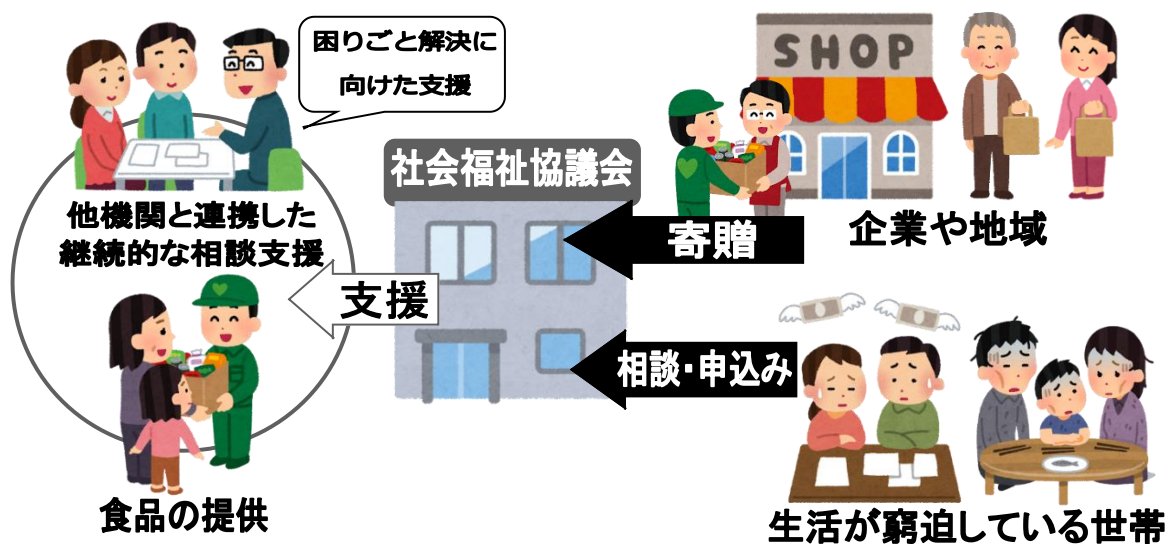 困りごと解決に
向けた支援
SHOP
社会福祉協議会
他機関と連携した
継続的な相談支援
寄贈
企業や地域
支援
相談・申込み
食品の提供
生活が窮迫している世帯